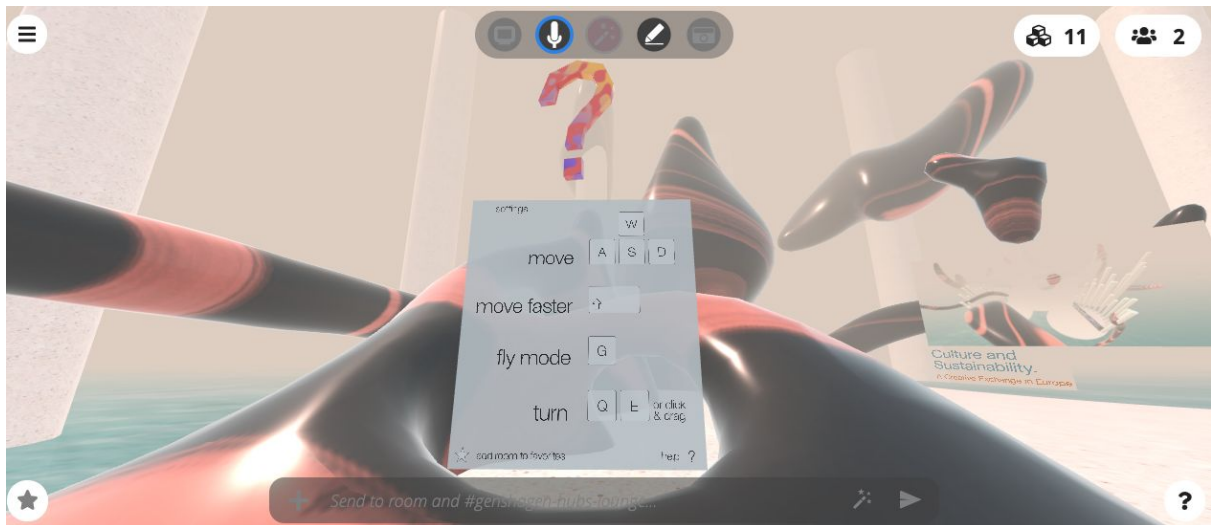 11
2
?
settings
W
move A S D
move faster
fly mode G
turn Q E or click
& drag
add room to favorites
help ?
Culture and
Sustainability.
A Creative Exchange in Europe
Send to room and #genshagen-hubs-lounge...
?